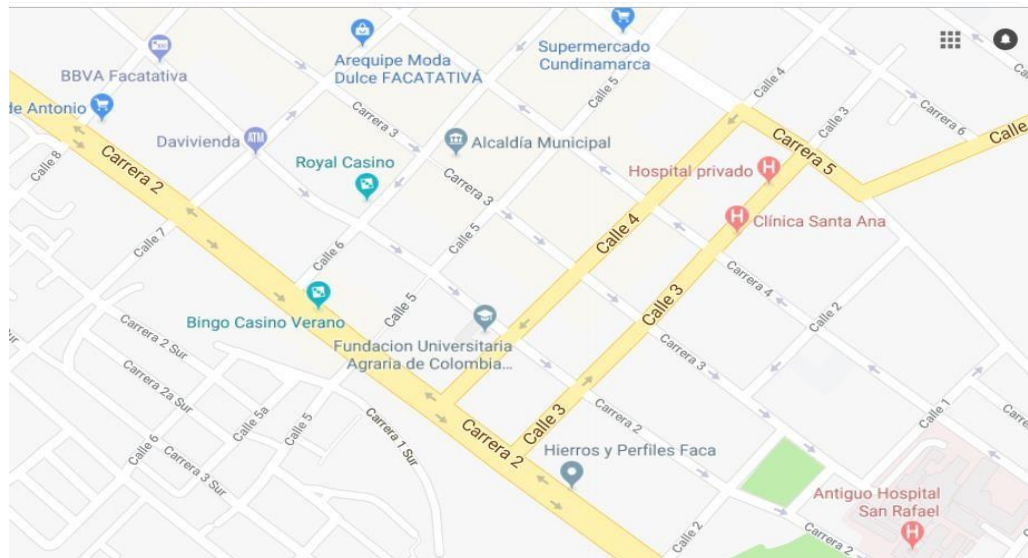 BBVA Facatativa
Arequipe Moda
Dulce FACATATIVÁ
Supermercado
Cundinamarca
Calle 4
Calle 5
Calle 3
Carrera 6
Calle
de Antonio
Davivienda
ATM
Carrera 3
Alcaldía Municipal
Carrera 5
Royal Casino
Hospital privado
H
Calle 8
Carrera 2
Carrera 3
Clínica Santa Ana
H
Calle 7
Calle 6
Calle 5
Calle 4
Carrera 4
Calle 3
Calle 2
Bingo Casino Verano
Calle 5
Fundacion Universitaria
Agraria de Colombia...
Carrera 2 Sur
Carrera 3
Carrera 2a Sur
Calle 5a
Calle 5
Carrera 1 Sur
Calle 3
Carrera 2
Calle 1
Carre
Calle 6
Carrera 3 Sur
Carrera 2
Hierros y Perfiles Faca
Antiguo Hospital
San Rafael
H
Calle 2
Carrera 2